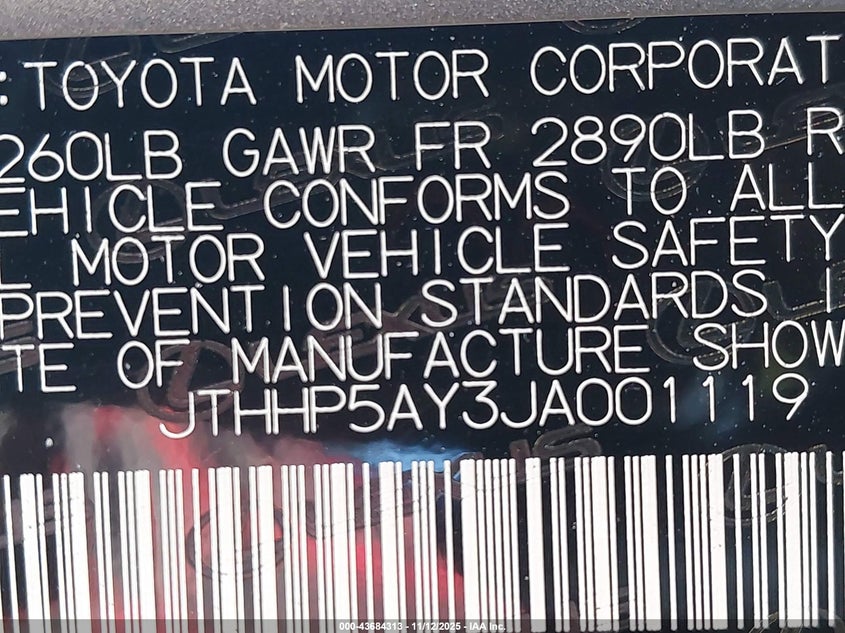 : TOYOTA MOTOR CORPORAT
260LB GAWR FR 2890LB R
EHICLE CONFORMS TO ALL
L MOTOR VEHICLE SAFETY
PREVENTION STANDARDS I
TE OF MANUFACTURE SHOW
JTHHP5AY3JA001119
LEXUS
000-43684313 - 11/12/2025 - IAA Inc.